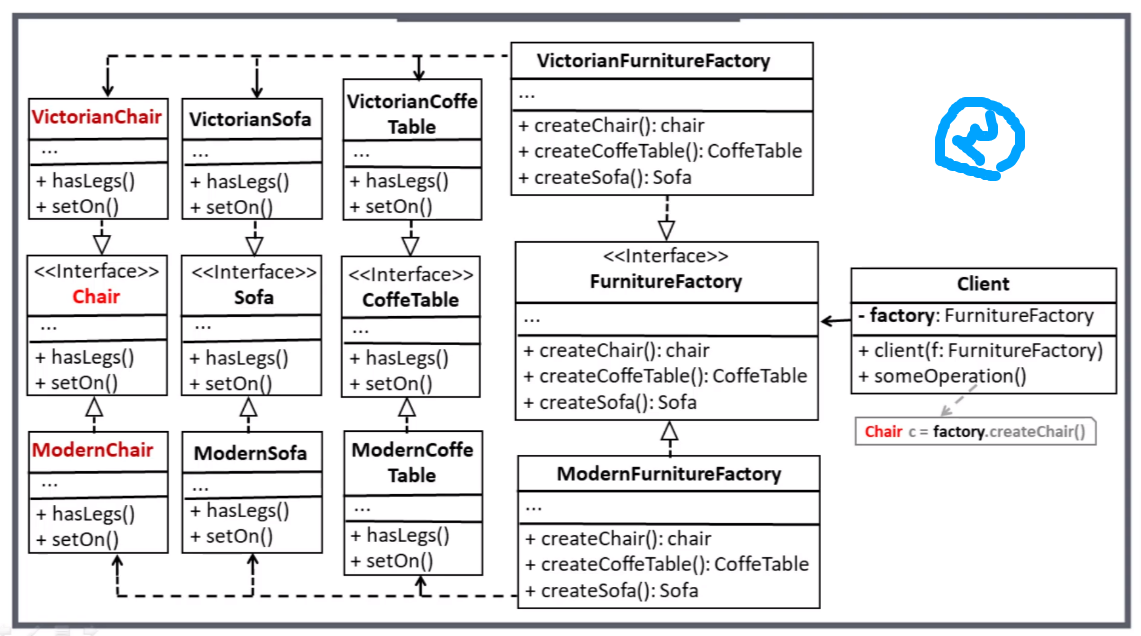 VictorianFurnitureFactory
...
+ createChair(): chair
+ createCoffeTable(): CoffeTable
+ createSofa(): Sofa
VictorianChair
...
+ hasLegs()
+ setOn()
VictorianSofa
...
+ hasLegs()
+ setOn()
VictorianCoffe
Table
...
+ hasLegs()
+ setOn()
<<Interface>>
Chair
...
+ hasLegs()
+ setOn()
<<Interface>>
Sofa
...
+ hasLegs()
+ setOn()
<<Interface>>
CoffeTable
...
+ hasLegs()
+ setOn()
<<Interface>>
FurnitureFactory
...
+ createChair(): chair
+ createCoffeTable(): CoffeTable
+ createSofa(): Sofa
Client
- factory: FurnitureFactory
+ client(f: FurnitureFactory)
+ someOperation()
Chair c = factory.createChair()
ModernChair
...
+ hasLegs()
+ setOn()
ModernSofa
...
+ hasLegs()
+ setOn()
ModernCoffe
Table
...
+ hasLegs()
+ setOn()
ModernFurnitureFactory
...
+ createChair(): chair
+ createCoffeTable(): CoffeTable
+ createSofa(): Sofa